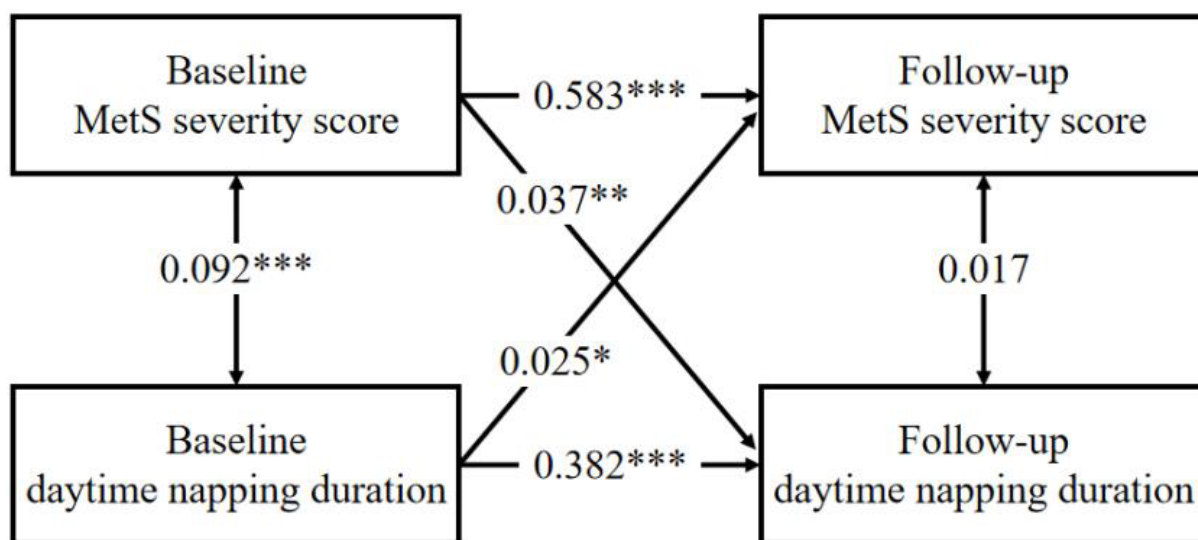 Baseline
MetS severity score
0.583***
Follow-up
MetS severity score
0.037**
0.092***
0.017
0.025*
Baseline
daytime napping duration
0.382***
Follow-up
daytime napping duration